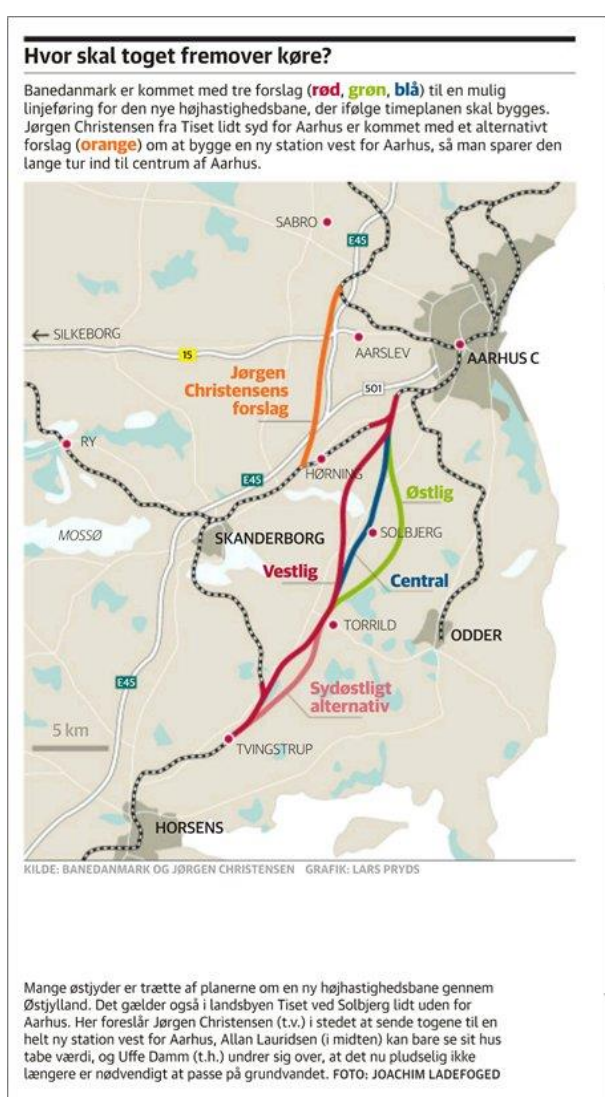 Hvor skal toget fremover køre?
Banedanmark er kommet med tre forslag (rød, grøn, blå) til en mulig
linjeføring for den nye højhastighedsbane, der ifølge timeplanen skal bygges.
Jørgen Christensen fra Tiset lidt syd for Aarhus er kommet med et alternativt
forslag (orange) om at bygge en ny station vest for Aarhus, så man sparer den
lange tur ind til centrum af Aarhus.
SABRO
E45
← SILKEBORG
15
AARSLEV
AARHUS C
Jørgen
Christensens
forslag
501
RY
HØRNING
E45
Østlig
MOSSØ
SKANDERBORG
SOLBJERG
Vestlig
Central
TORRILD
ODDER
E45
Sydøstligt
alternativ
5 km
TVINGSTRUP
HORSENS
KILDE: BANEDANMARK OG JØRGEN CHRISTENSEN GRAFIK: LARS PRYDS
Mange østjyder er trætte af planerne om en ny højhastighedsbane gennem
Østjylland. Det gælder også i landsbyen Tiset ved Solbjerg lidt uden for
Aarhus. Her foreslår Jørgen Christensen (t.v.) i stedet at sende togene til en
helt ny station vest for Aarhus, Allan Lauridsen (i midten) kan bare se sit hus
tabe værdi, og Uffe Damm (t.h.) undrer sig over, at det nu pludselig ikke
længere er nødvendigt at passe på grundvandet. FOTO: JOACHIM LADEFOGED